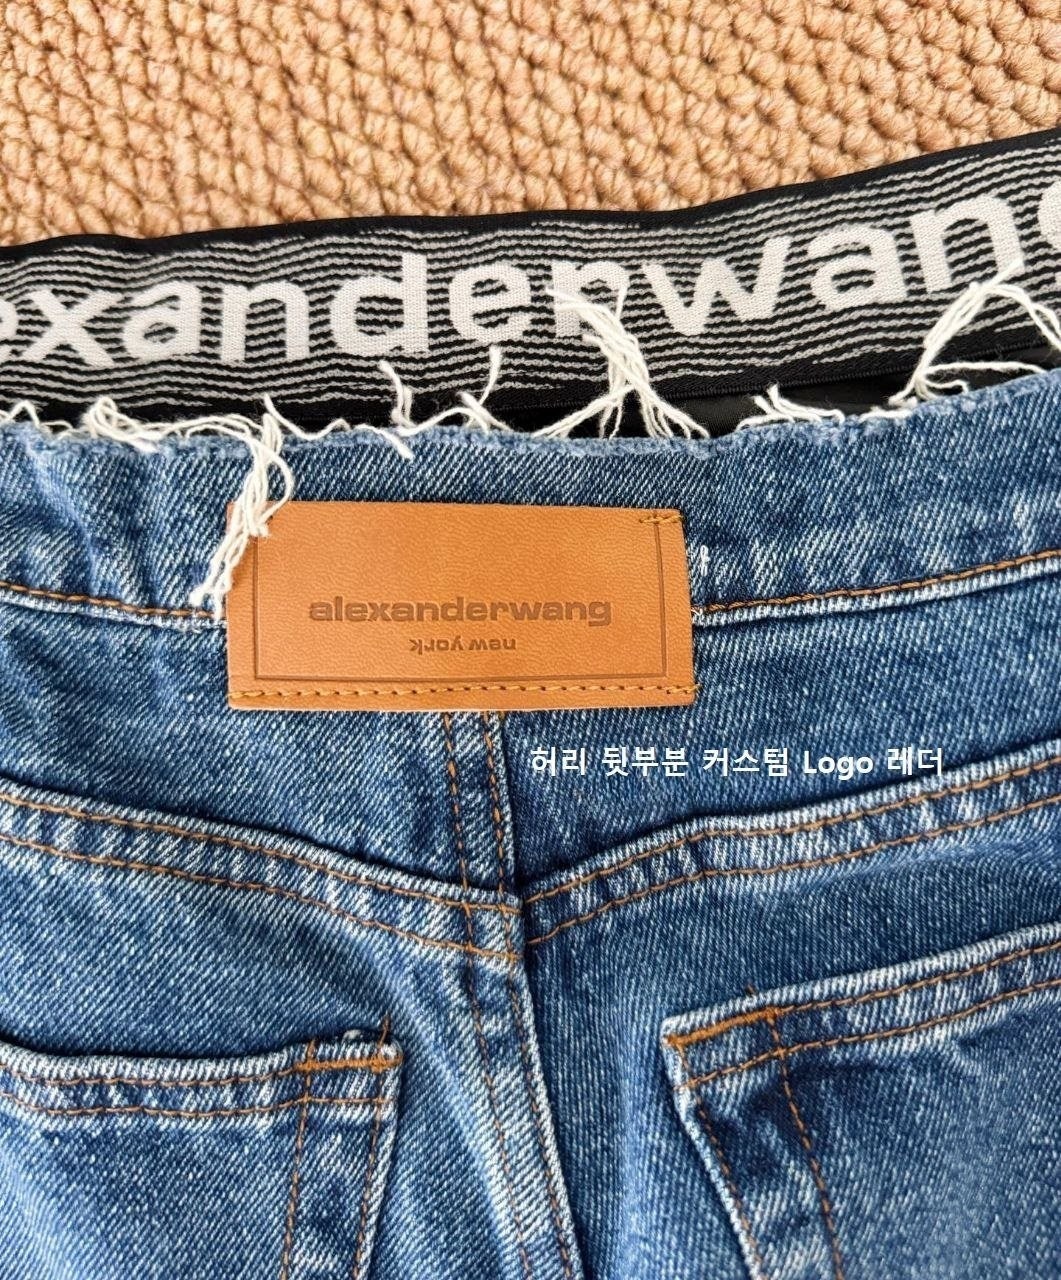 exanderwang
alexanderwang
new york
허리 뒷부분 커스텀 Logo 레더